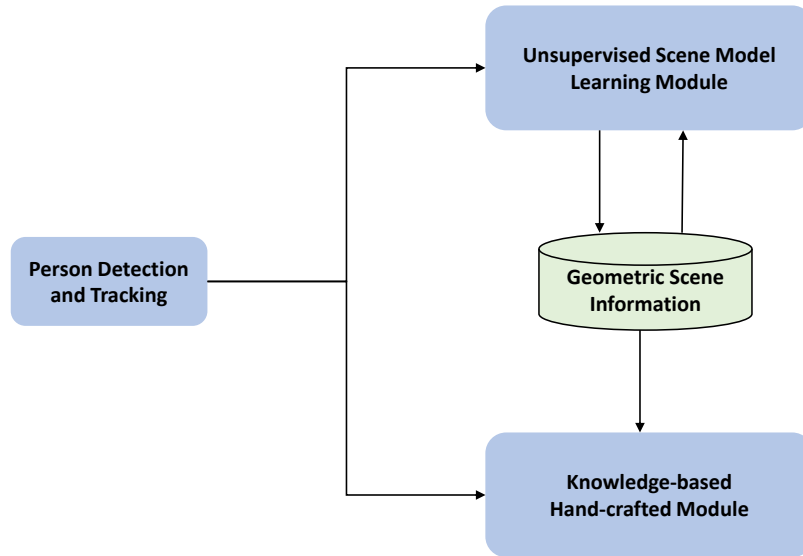 Unsupervised Scene Model
Learning Module
Person Detection
and Tracking
Geometric Scene
Information
Knowledge-based
Hand-crafted Module